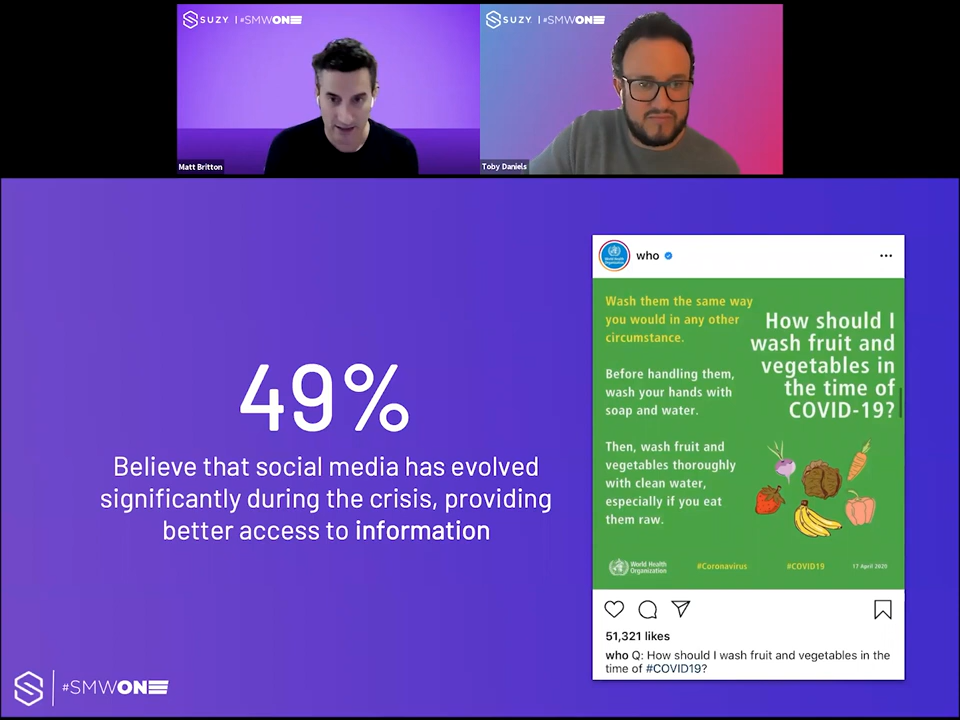 SUZY | #SMWONE
SUZY | #SMWONE
Matt Britton
Toby Daniels
49%
Believe that social media has evolved
significantly during the crisis, providing
better access to information
who
Wash them the same way
you would in any other
circumstance.
Before handling them,
wash your hands with
soap and water.
Then, wash fruit and
vegetables thoroughly
with clean water,
especially if you eat
them raw.
How should I
wash fruit and
vegetables in
the time of
COVID-19?
World Health
Organization
#Coronavirus
#COVID19
17 April 2020
51,321 likes
who Q: How should I wash fruit and vegetables in the
time of #COVID19?
#SMWONE